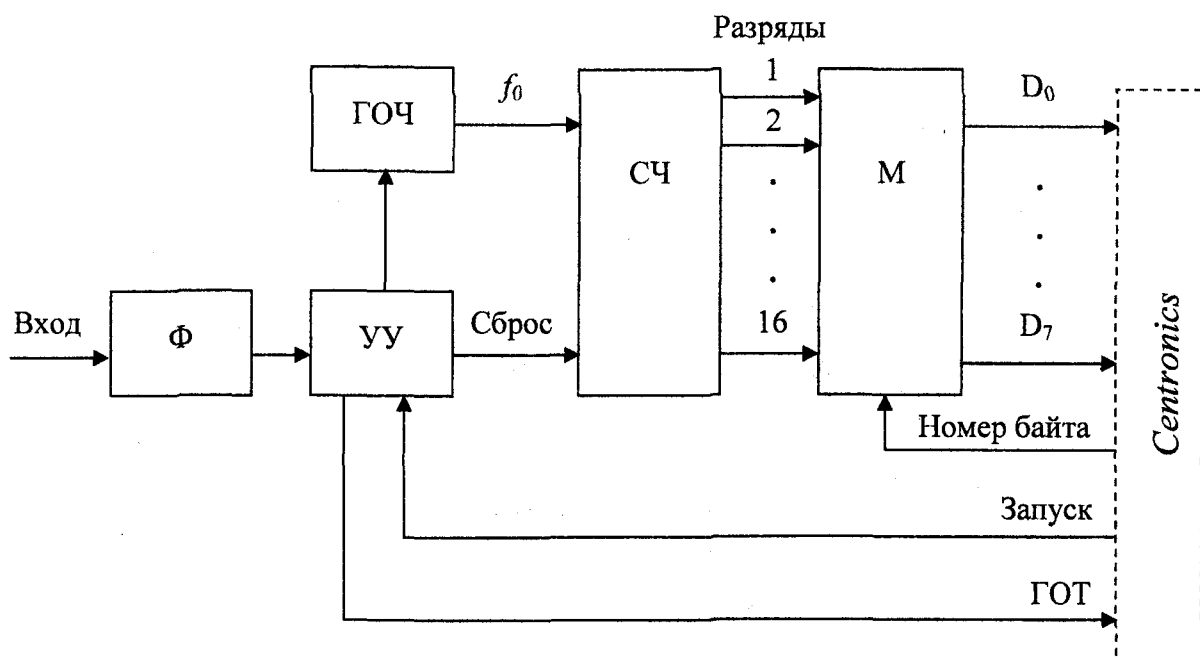 Разряды
1
2
16
ГОЧ
f₀
СЧ
М
D₀
D₇
Вход
Ф
УУ
Сброс
Номер байта
Запуск
ГОТ
Centronics